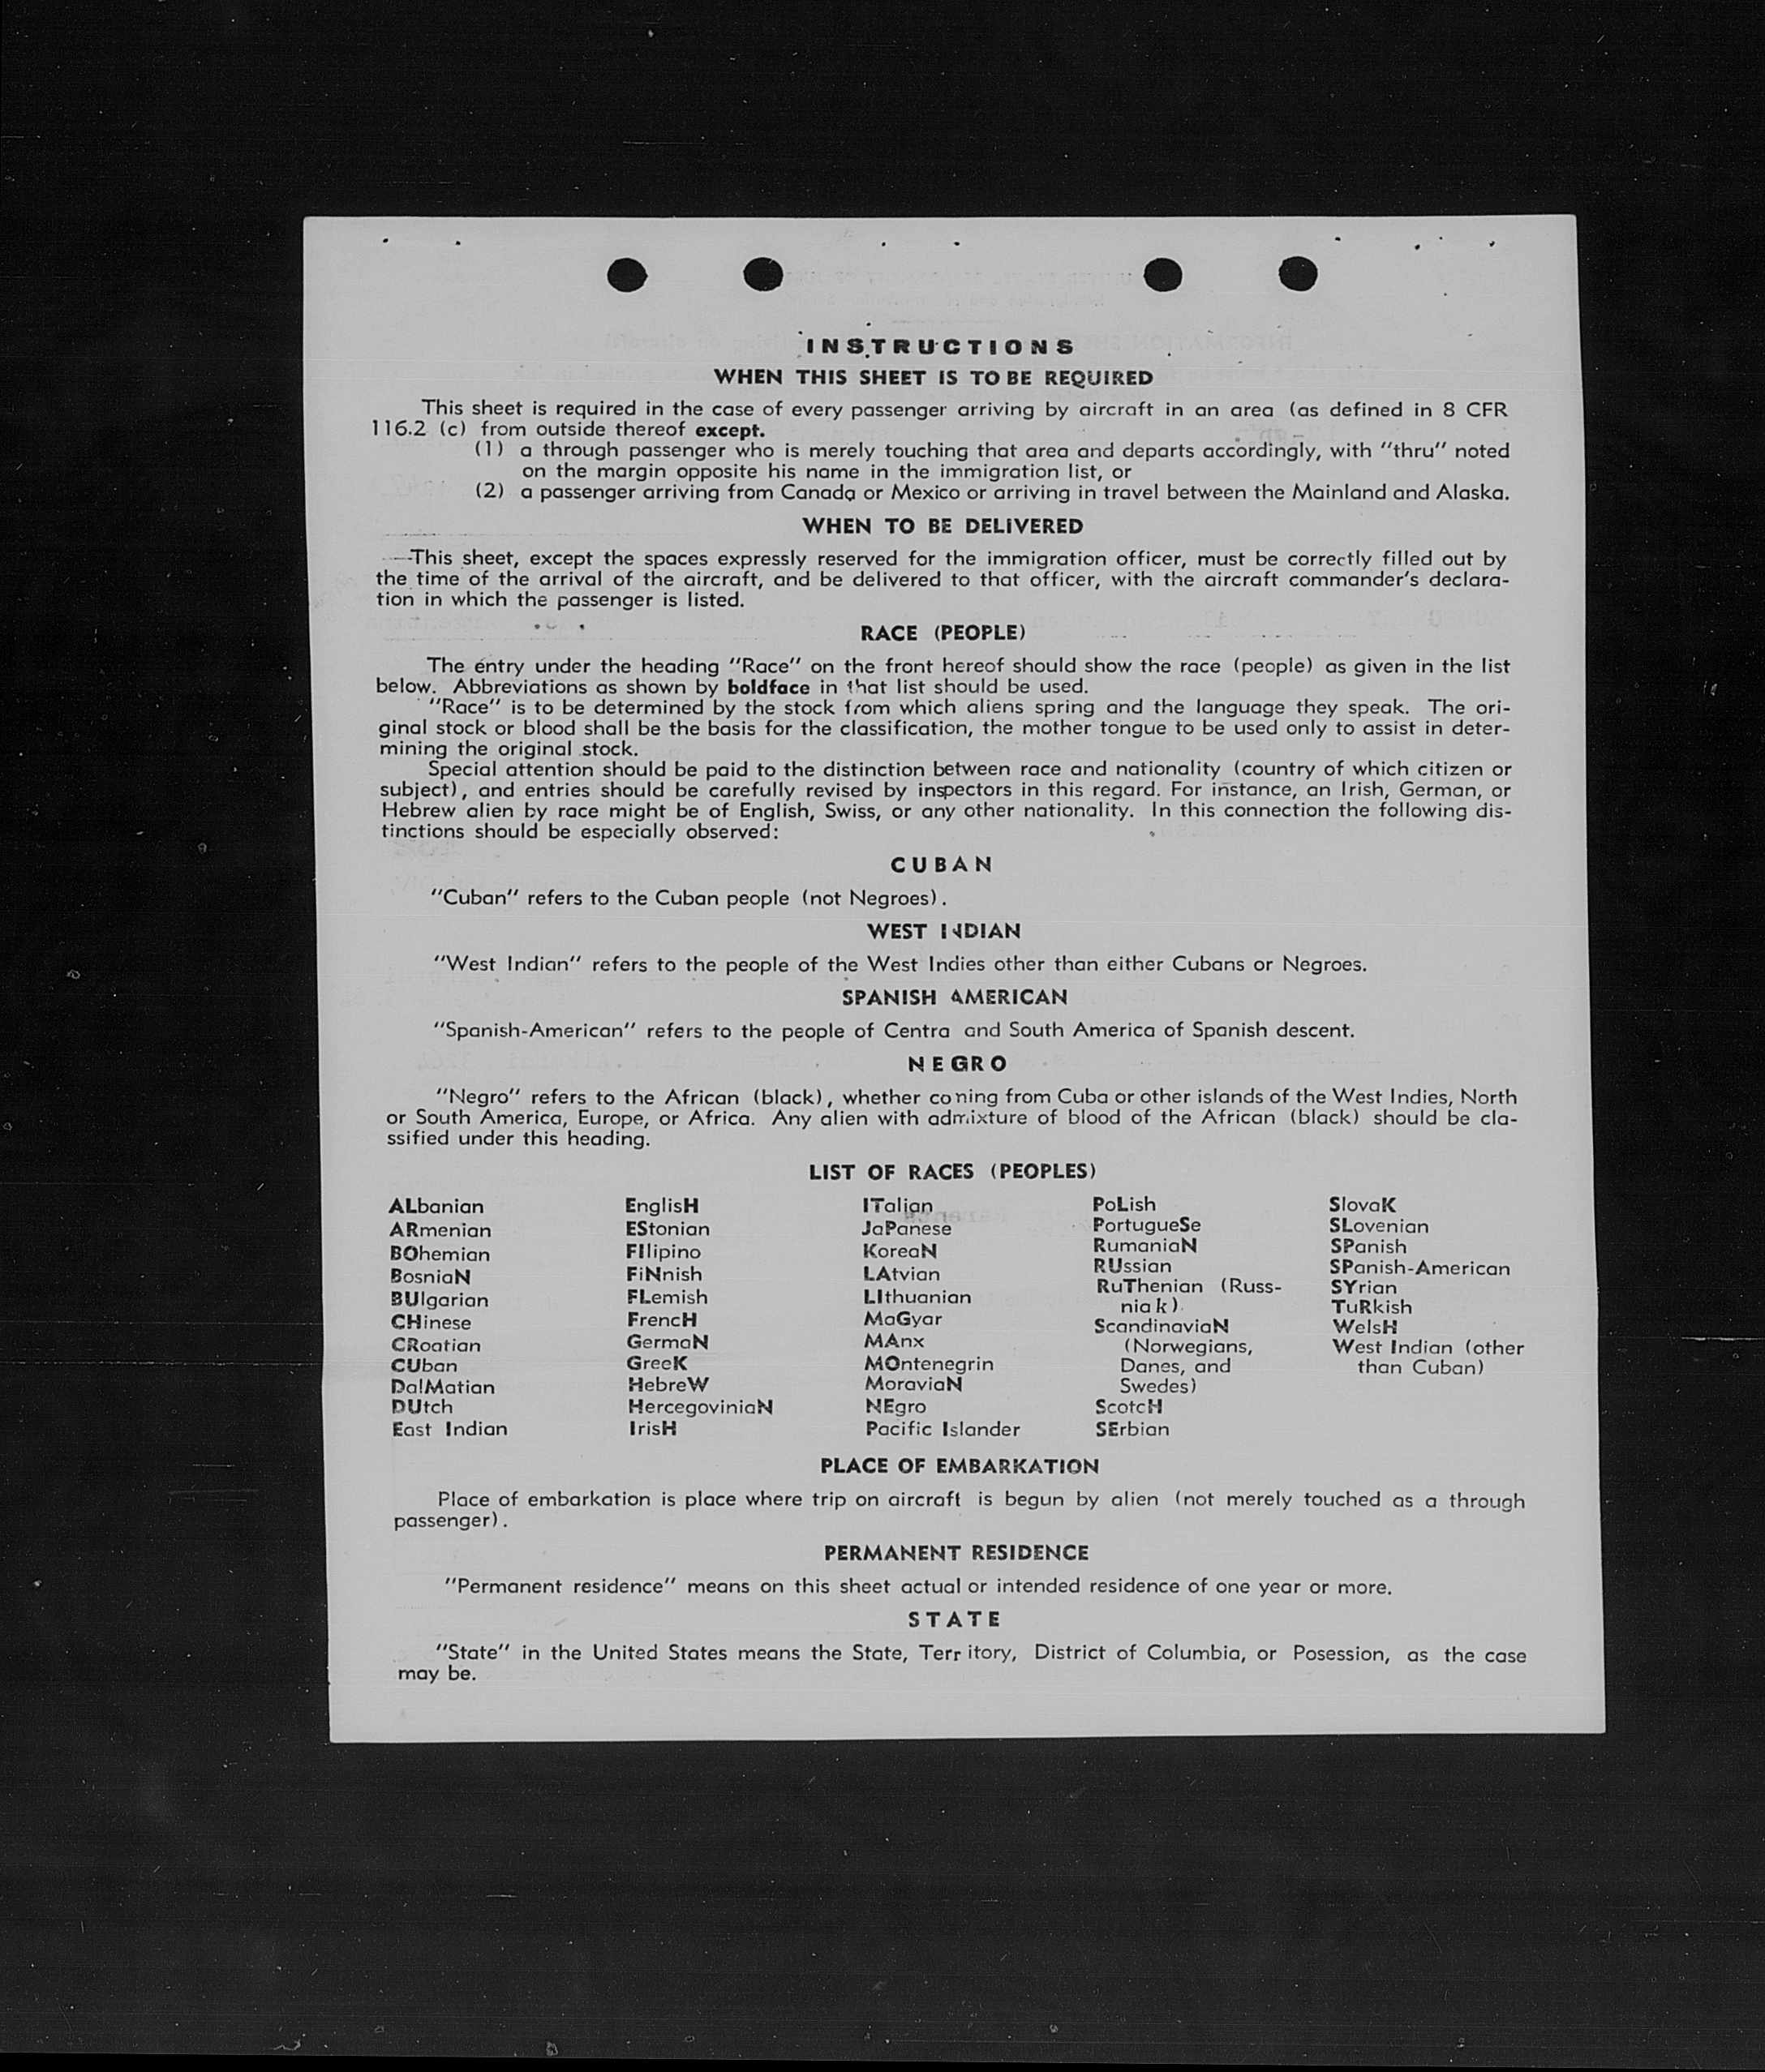 INSTRUCTIONS
WHEN THIS SHEET IS TO BE REQUIRED
This sheet is required in the case of every passenger arriving by aircraft in an area (as defined in 8 CFR
116.2 (c) from outside thereof except.
(1) a through passenger who is merely touching that area and departs accordingly, with "thru" noted
on the margin opposite his name in the immigration list, or
(2) a passenger arriving from Canada or Mexico or arriving in travel between the Mainland and Alaska.
WHEN TO BE DELIVERED
This sheet, except the spaces expressly reserved for the immigration officer, must be correctly filled out by
the time of the arrival of the aircraft, and be delivered to that officer, with the aircraft commander's declara-
tion in which the passenger is listed.
RACE (PEOPLE)
The entry under the heading "Race" on the front hereof should show the race (people) as given in the list
below. Abbreviations as shown by boldface in that list should be used.
"Race" is to be determined by the stock from which aliens spring and the language they speak. The ori-
ginal stock or blood shall be the basis for the classification, the mother tongue to be used only to assist in deter-
mining the original stock.
Special attention should be paid to the distinction between race and nationality (country of which citizen or
subject), and entries should be carefully revised by inspectors in this regard. For instance, an Irish, German, or
Hebrew alien by race might be of English, Swiss, or any other nationality. In this connection the following dis-
tinctions should be especially observed:
CUBAN
"Cuban" refers to the Cuban people (not Negroes).
WEST INDIAN
"West Indian" refers to the people of the West Indies other than either Cubans or Negroes.
SPANISH AMERICAN
"Spanish-American" refers to the people of Centra and South America of Spanish descent.
NEGRO
"Negro" refers to the African (black), whether coming from Cuba or other islands of the West Indies, North
or South America, Europe, or Africa. Any alien with admixture of blood of the African (black) should be cla-
ssified under this heading.
LIST OF RACES (PEOPLES)
ALbanian
ARmenian
BOhemian
BosniaN
BUlgarian
CHinese
CRoatian
CUban
DalMatian
DUtch
East Indian
EnglisH
EStonian
FIlipino
FiNnish
FLemish
FrencH
GermaN
GreeK
HebreW
HercegoviniaN
IrisH
ITalian
JaPanese
KoreaN
LAtvian
LIthuanian
MaGyar
MAnx
MOntenegrin
MoraviaN
NEgro
Pacific Islander
PoLish
PortugueSe
RumaniaN
RUssian
RuThenian (Russ-
niak)
ScandinaviaN
(Norwegians,
Danes, and
Swedes)
ScotcH
SErbian
SlovaK
SLovenian
SPanish
SPanish-American
SYrian
TuRkish
WelsH
West Indian (other
than Cuban)
PLACE OF EMBARKATION
Place of embarkation is place where trip on aircraft is begun by alien (not merely touched as a through
passenger).
PERMANENT RESIDENCE
"Permanent residence" means on this sheet actual or intended residence of one year or more.
STATE
"State" in the United States means the State, Terr itory, District of Columbia, or Posession, as the case
may be.